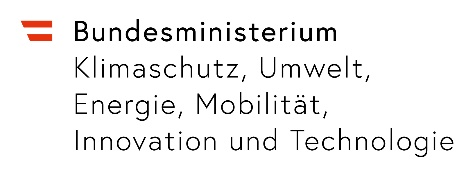 Bundesministerium
Klimaschutz, Umwelt,
Energie, Mobilität,
Innovation und Technologie